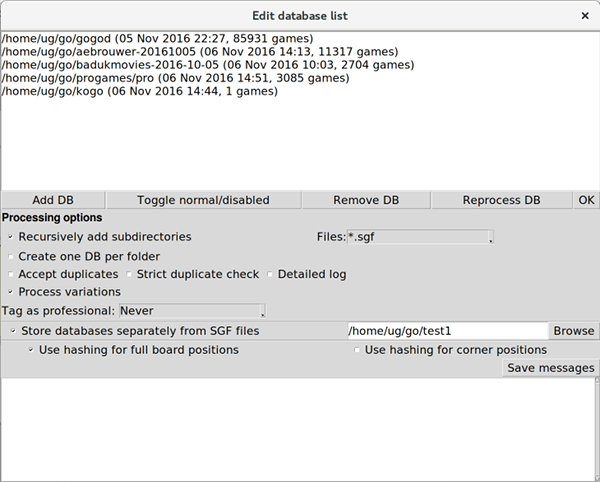 Edit database list
/home/ug/go/gogod (05 Nov 2016 22:27, 85931 games)
/home/ug/go/aebrouwer-20161005 (06 Nov 2016 14:13, 11317 games)
/home/ug/go/badukmovies-2016-10-05 (06 Nov 2016 10:03, 2704 games)
/home/ug/go/progames/pro (06 Nov 2016 14:51, 3085 games)
/home/ug/go/kogo (06 Nov 2016 14:44, 1 games)
Add DB Toggle normal/disabled Remove DB Reprocess DB OK
Processing options
Recursively add subdirectories Files: *.sgf
Create one DB per folder
Accept duplicates Strict duplicate check Detailed log
Process variations
Tag as professional: Never
Store databases separately from SGF files /home/ug/go/test1 Browse
Use hashing for full board positions Use hashing for corner positions
Save messages